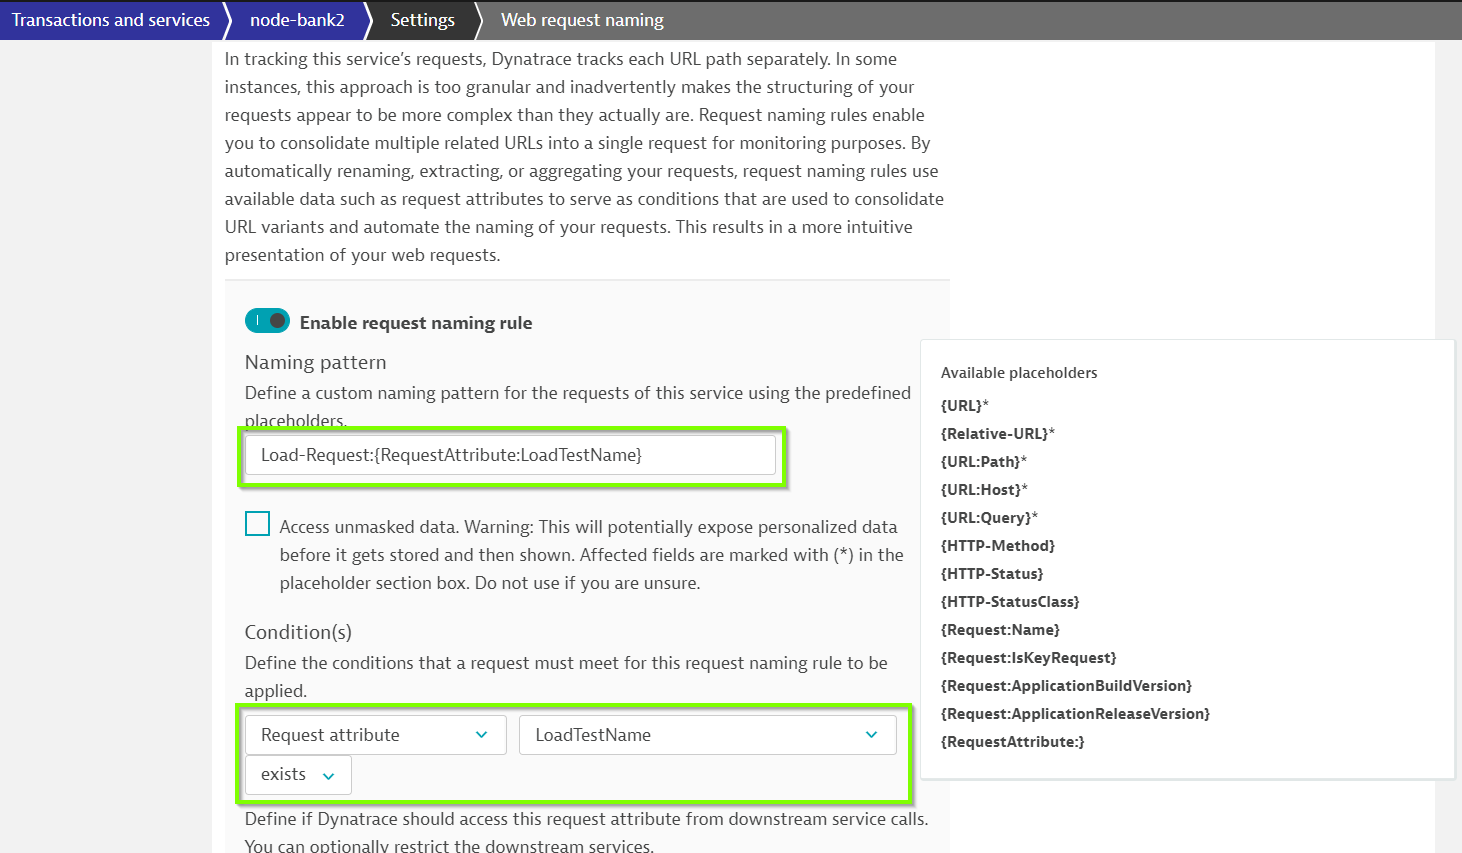 Transactions and services
node-bank2
Settings
Web request naming
In tracking this service’s requests, Dynatrace tracks each URL path separately. In some
instances, this approach is too granular and inadvertently makes the structuring of your
requests appear to be more complex than they actually are. Request naming rules enable
you to consolidate multiple related URLs into a single request for monitoring purposes. By
automatically renaming, extracting, or aggregating your requests, request naming rules use
available data such as request attributes to serve as conditions that are used to consolidate
URL variants and automate the naming of your requests. This results in a more intuitive
presentation of your web requests.
Enable request naming rule
Naming pattern
Define a custom naming pattern for the requests of this service using the predefined
placeholders.
Load-Request:{RequestAttribute:LoadTestName}
Access unmasked data. Warning: This will potentially expose personalized data
before it gets stored and then shown. Affected fields are marked with (*) in the
placeholder section box. Do not use if you are unsure.
Condition(s)
Define the conditions that a request must meet for this request naming rule to be
applied.
Request attribute
LoadTestName
exists
Define if Dynatrace should access this request attribute from downstream service calls.
You can optionally restrict the downstream services.
Available placeholders
{URL}*
{Relative-URL}*
{URL:Path}*
{URL:Host}*
{URL:Query}*
{HTTP-Method}
{HTTP-Status}
{HTTP-StatusClass}
{Request:Name}
{Request:IsKeyRequest}
{Request:ApplicationBuildVersion}
{Request:ApplicationReleaseVersion}
{RequestAttribute:}